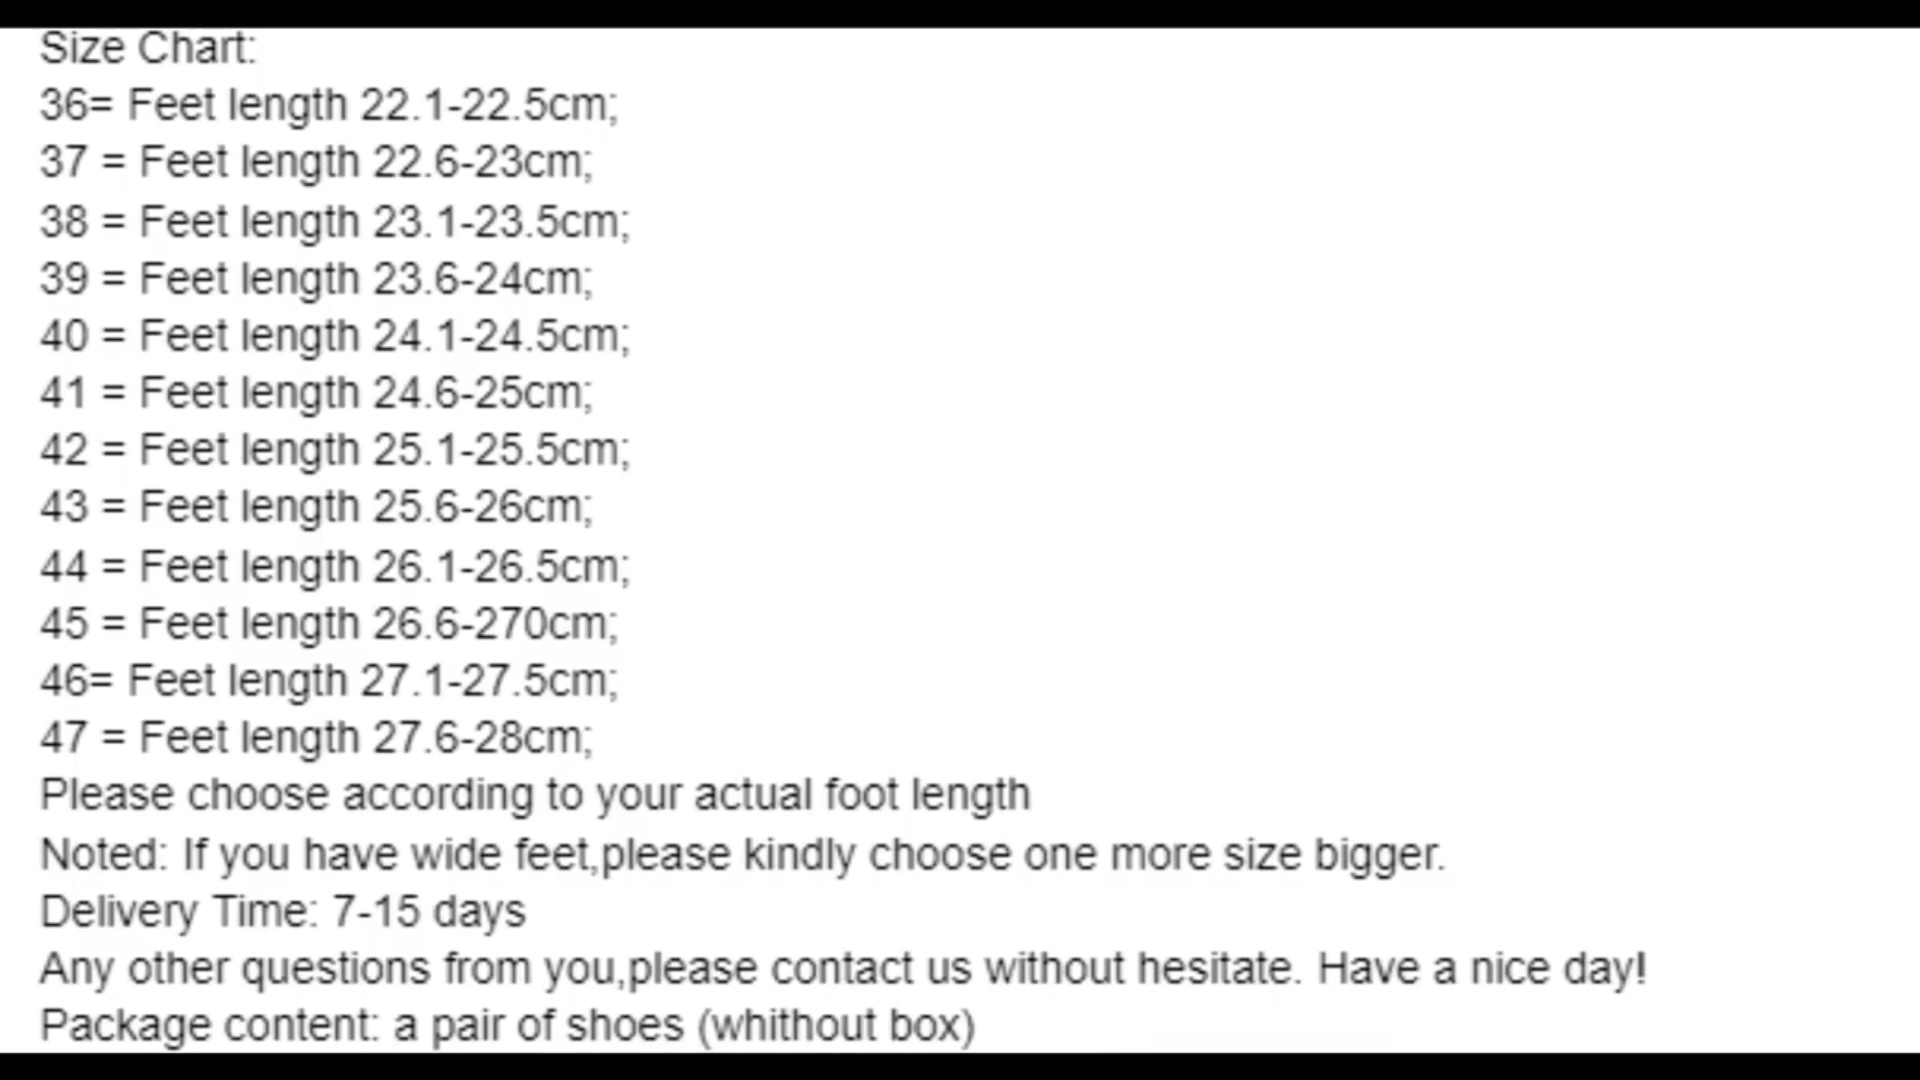 Size Chart:
36= Feet length 22.1-22.5cm;
37 = Feet length 22.6-23cm;
38 = Feet length 23.1-23.5cm;
39 = Feet length 23.6-24cm;
40 = Feet length 24.1-24.5cm;
41 = Feet length 24.6-25cm;
42 = Feet length 25.1-25.5cm;
43 = Feet length 25.6-26cm;
44 = Feet length 26.1-26.5cm;
45 = Feet length 26.6-270cm;
46= Feet length 27.1-27.5cm;
47 = Feet length 27.6-28cm;
Please choose according to your actual foot length
Noted: If you have wide feet,please kindly choose one more size bigger.
Delivery Time: 7-15 days
Any other questions from you,please contact us without hesitate. Have a nice day!
Package content: a pair of shoes (whithout box)